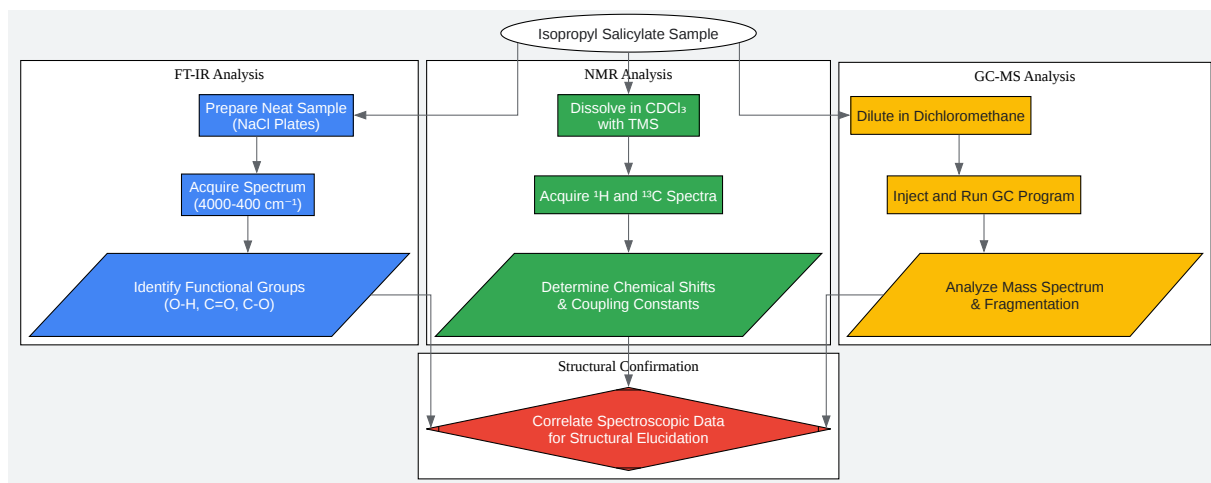 Isopropyl Salicylate Sample
FT-IR Analysis
Prepare Neat Sample
(NaCl Plates)
Acquire Spectrum
(4000-400 cm⁻¹)
Identify Functional Groups
(O-H, C=O, C-O)
NMR Analysis
Dissolve in CDCl₃
with TMS
Acquire ¹H and ¹³C Spectra
Determine Chemical Shifts
& Coupling Constants
GC-MS Analysis
Dilute in Dichloromethane
Inject and Run GC Program
Analyze Mass Spectrum
& Fragmentation
Structural Confirmation
Correlate Spectroscopic Data
for Structural Elucidation